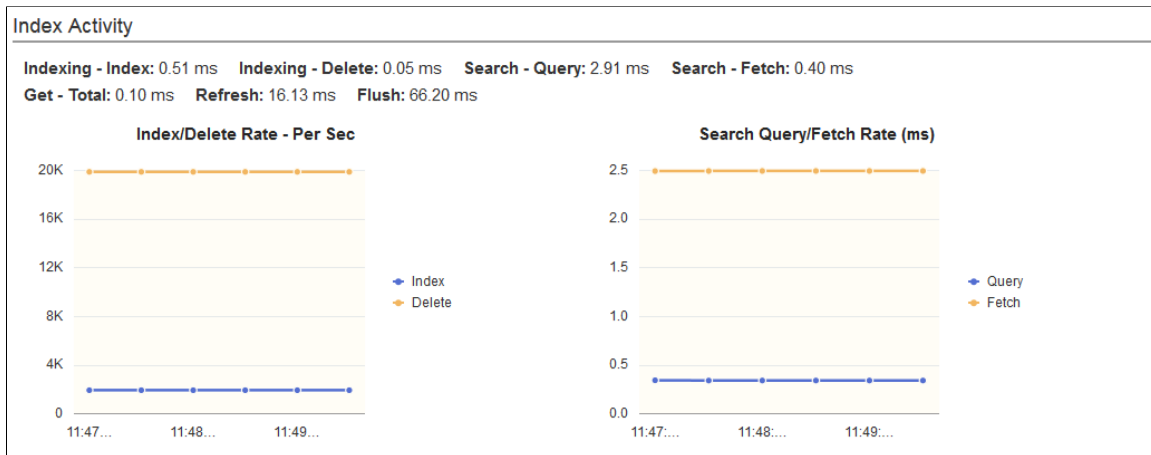 Index Activity
Indexing - Index: 0.51 ms Indexing - Delete: 0.05 ms Search - Query: 2.91 ms Search - Fetch: 0.40 ms
Get - Total: 0.10 ms Refresh: 16.13 ms Flush: 66.20 ms
Index/Delete Rate - Per Sec
20K
16K
12K
8K
4K
0
11:47... 11:48... 11:49...
Index
Delete
Search Query/Fetch Rate (ms)
2.5
2.0
1.5
1.0
0.5
0.0
11:47:... 11:48:... 11:49:...
Query
Fetch